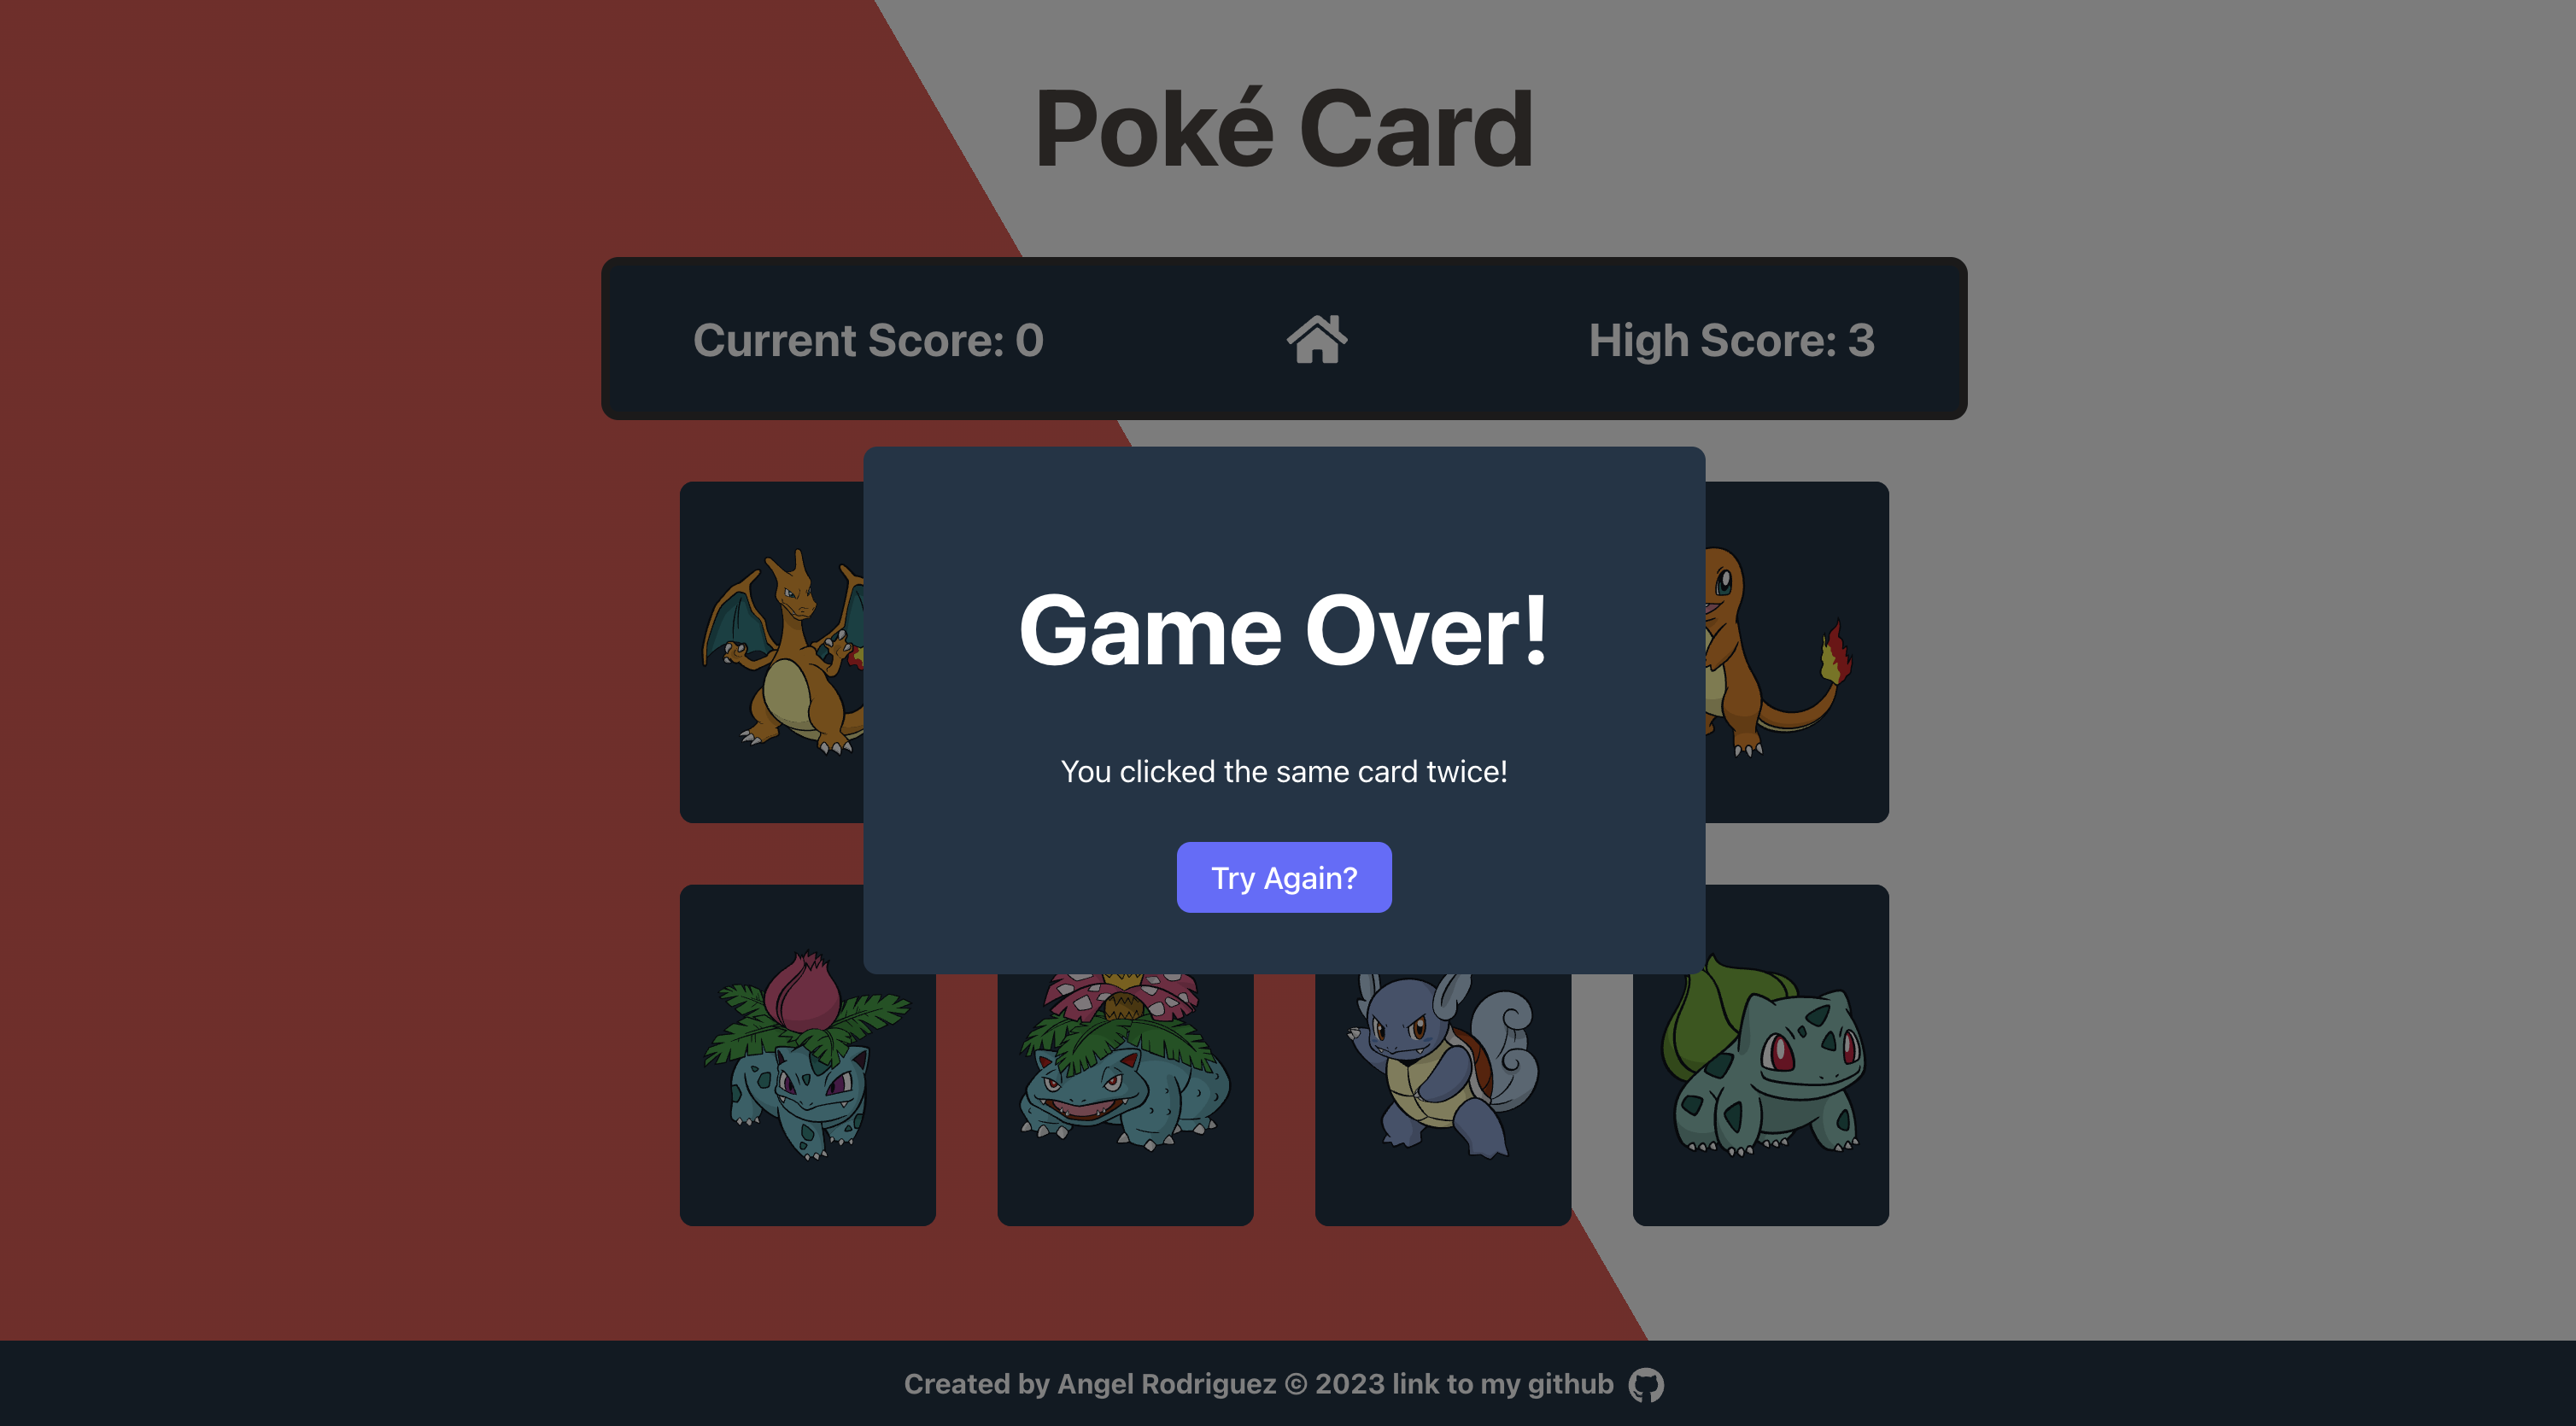 Poké Card
Current Score: 0
High Score: 3
Game Over!
You clicked the same card twice!
Try Again?
Created by Angel Rodriguez © 2023 link to my github